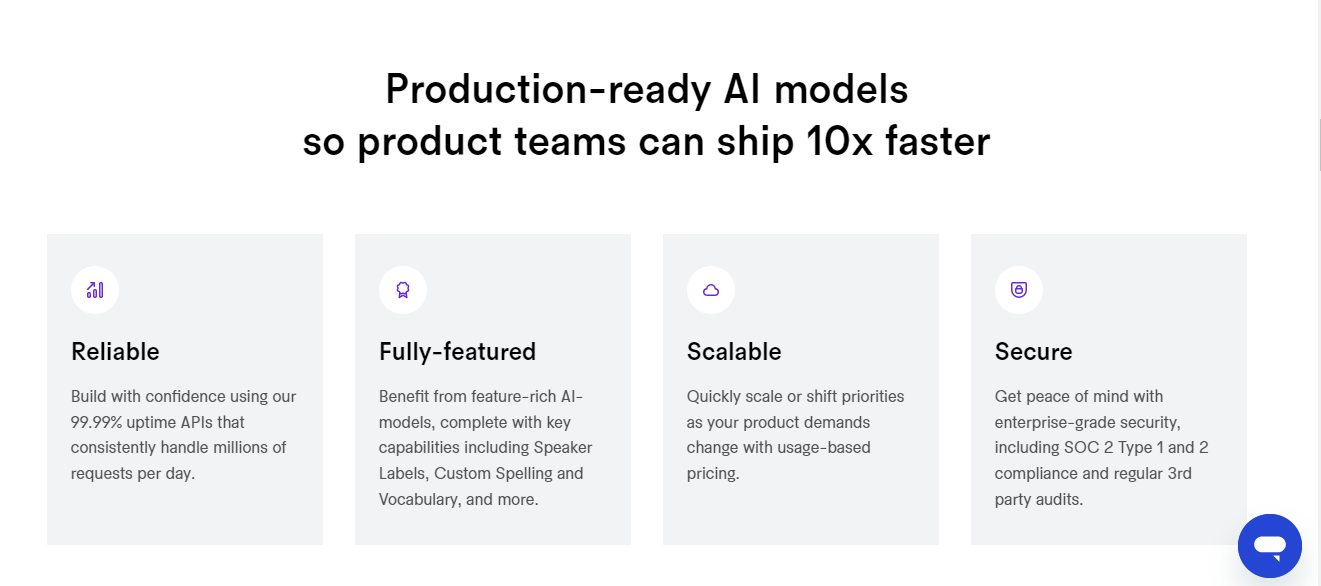 Production-ready AI models
so product teams can ship 10x faster
Reliable
Build with confidence using our
99.99% uptime APIs that
consistently handle millions of
requests per day.
Fully-featured
Benefit from feature-rich AI-
models, complete with key
capabilities including Speaker
Labels, Custom Spelling and
Vocabulary, and more.
Scalable
Quickly scale or shift priorities
as your product demands
change with usage-based
pricing.
Secure
Get peace of mind with
enterprise-grade security,
including SOC 2 Type 1 and 2
compliance and regular 3rd
party audits.